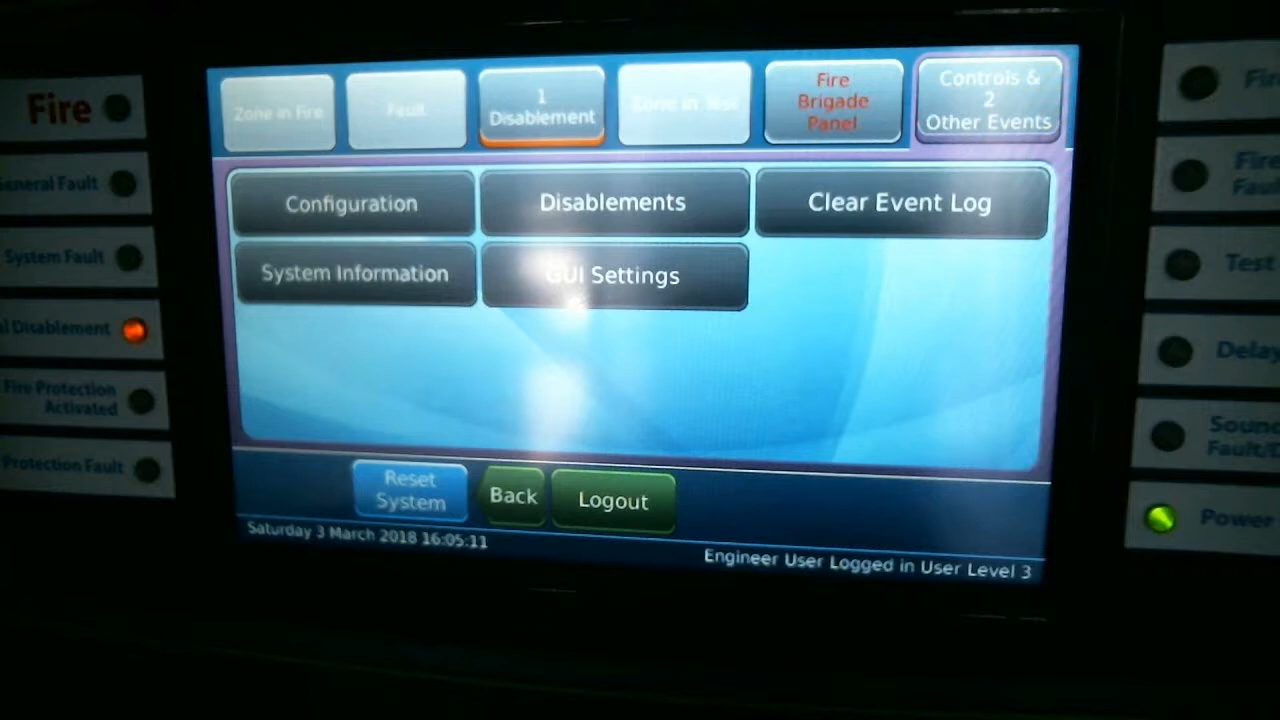 Fire
General Fault
System Fault
Disablement
Fire Protection
Activated
Protection Fault
Zone in Fire
Fault
1
Disablement
Zone in
Fire
Brigade
Panel
Controls &
2
Other Events
Configuration
Disablements
Clear Event Log
System Information
GUI Settings
Reset
System
Back
Logout
Saturday 3 March 2018 16:05:11
Engineer User Logged in User Level 3
Fire
Test
Delay
Power